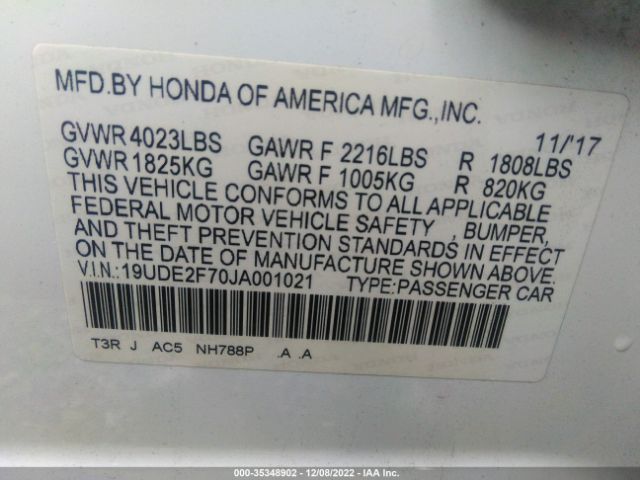 MFD.BY HONDA OF AMERICA MFG.,INC.
11/'17
GVWR 4023LBS GAWR F 2216LBS R 1808LBS
GVWR 1825KG GAWR F 1005KG R 820KG
THIS VEHICLE CONFORMS TO ALL APPLICABLE
FEDERAL MOTOR VEHICLE SAFETY , BUMPER,
AND THEFT PREVENTION STANDARDS IN EFFECT
ON THE DATE OF MANUFACTURE SHOWN ABOVE.
V.I.N.:19UDE2F70JA001021 TYPE:PASSENGER CAR
T3R J AC5 NH788P .A .A
000-35348902 - 12/08/2022 - IAA Inc.